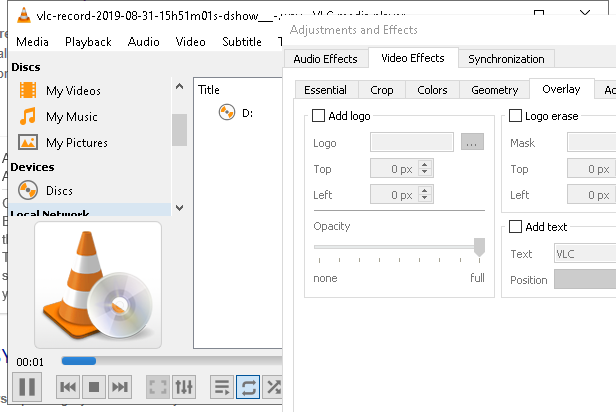 vlc-record-2019-08-31-15h51m01s-dshow__-.wav - VLC media player
Adjustments and Effects
Media Playback Audio Video Subtitle T
Audio Effects Video Effects Synchronization
Discs
My Videos
My Music
My Pictures
Devices
Discs
Local Network
Title
D:
Essential Crop Colors Geometry Overlay
Add logo
Logo ...
Top 0 px
Left 0 px
Opacity
none full
Logo erase
Mask
Top 0 px
Left 0 px
Add text
Text VLC
Position
00:01